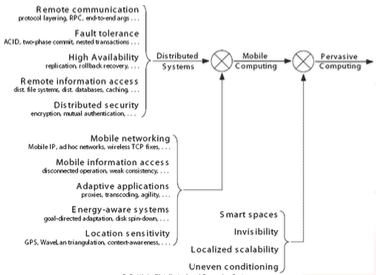 Remote communication
protocol layering, RPC, end-to-end args . . .
Fault tolerance
ACID, two-phase commit, nested transactions . . .
High Availability
replication, rollback recovery, . . .
Remote information access
dist. file systems, dist. databases, caching, . . .
Distributed security
encryption, mutual authentication, . . .
Distributed
Systems
Mobile
Computing
Pervasive
Computing
Mobile networking
Mobile IP, ad hoc networks, wireless TCP fixes, . . .
Mobile information access
disconnected operation, weak consistency, . . .
Adaptive applications
proxies, transcoding, agility, . . .
Energy-aware systems
goal-directed adaptation, disk spin-down, . . .
Location sensitivity
GPS, WaveLan triangulation, context-awareness, . . .
Smart spaces
Invisibility
Localized scalability
Uneven conditioning